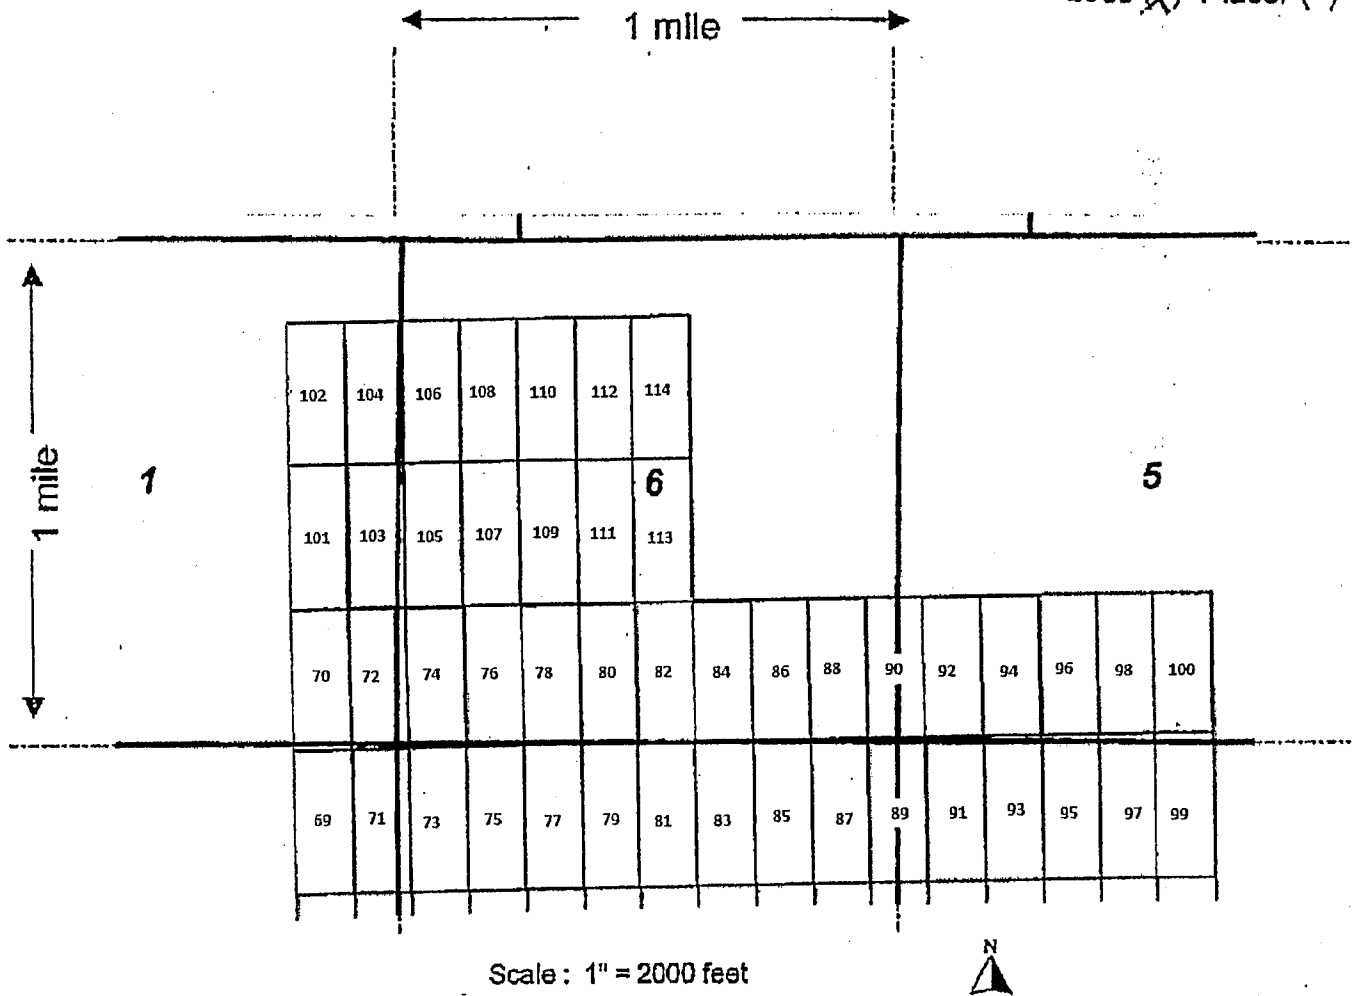 1 mile
102 104 106 108 110 112 114
1 mile
1 6 5
101 103 105 107 109 111 113
70 72 74 76 78 80 82 84 86 88 90 92 94 96 98 100
69 71 73 75 77 79 81 83 85 87 89 91 93 95 97 99
N
Scale : 1" = 2000 feet